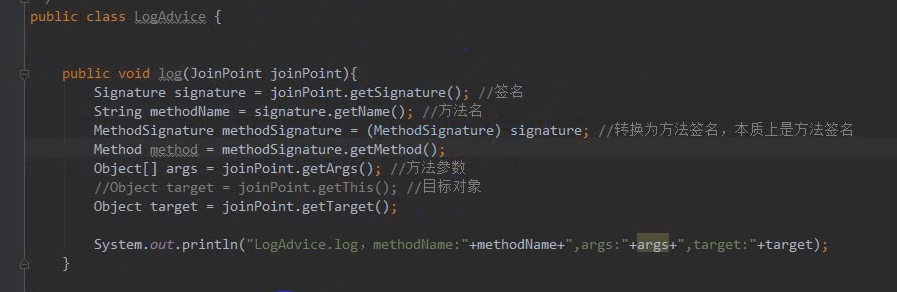 public class LogAdvice {
public void log(JoinPoint joinPoint){
Signature signature = joinPoint.getSignature(); //签名
String methodName = signature.getName(); //方法名
MethodSignature methodSignature = (MethodSignature) signature; //转换为方法签名，本质上是方法签名
Method method = methodSignature.getMethod();
Object[] args = joinPoint.getArgs(); //方法参数
//Object target = joinPoint.getThis(); //目标对象
Object target = joinPoint.getTarget();
System.out.println("LogAdvice.log，methodName:"+methodName+",args:"+args+",target:"+target);
}